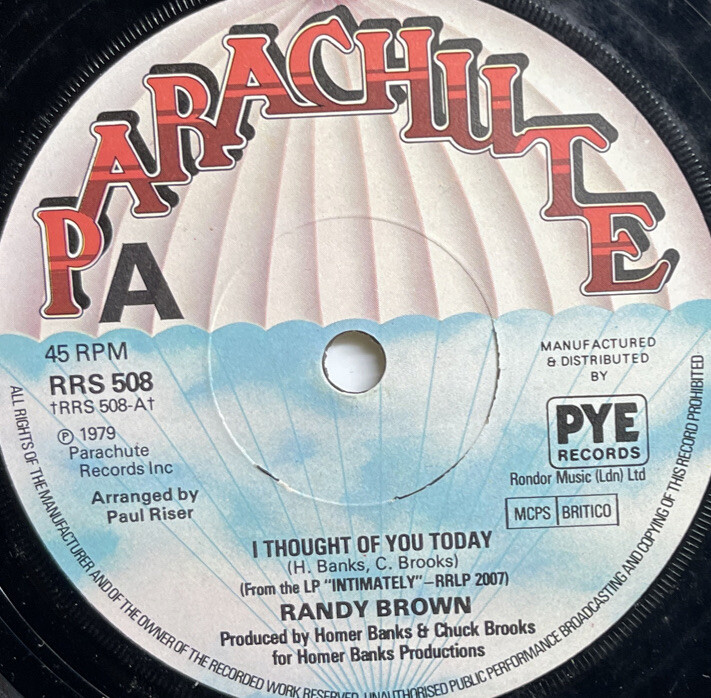 PARACHUTE
A
45 RPM
RRS 508
†RRS 508-A†
Ⓟ 1979
Parachute
Records Inc
Arranged by
Paul Riser
MANUFACTURED
& DISTRIBUTED
BY
PYE
RECORDS
Rondor Music (Ldn) Ltd
MCPS BRITICO
I THOUGHT OF YOU TODAY
(H. Banks, C. Brooks)
(From the LP "INTIMATELY"–RRLP 2007)
RANDY BROWN
Produced by Homer Banks & Chuck Brooks
for Homer Banks Productions
ALL RIGHTS OF THE MANUFACTURER AND OF THE OWNER OF THE RECORDED WORK RESERVED UNAUTHORISED PUBLIC PERFORMANCE BROADCASTING AND COPYING OF THIS RECORD PROHIBITED